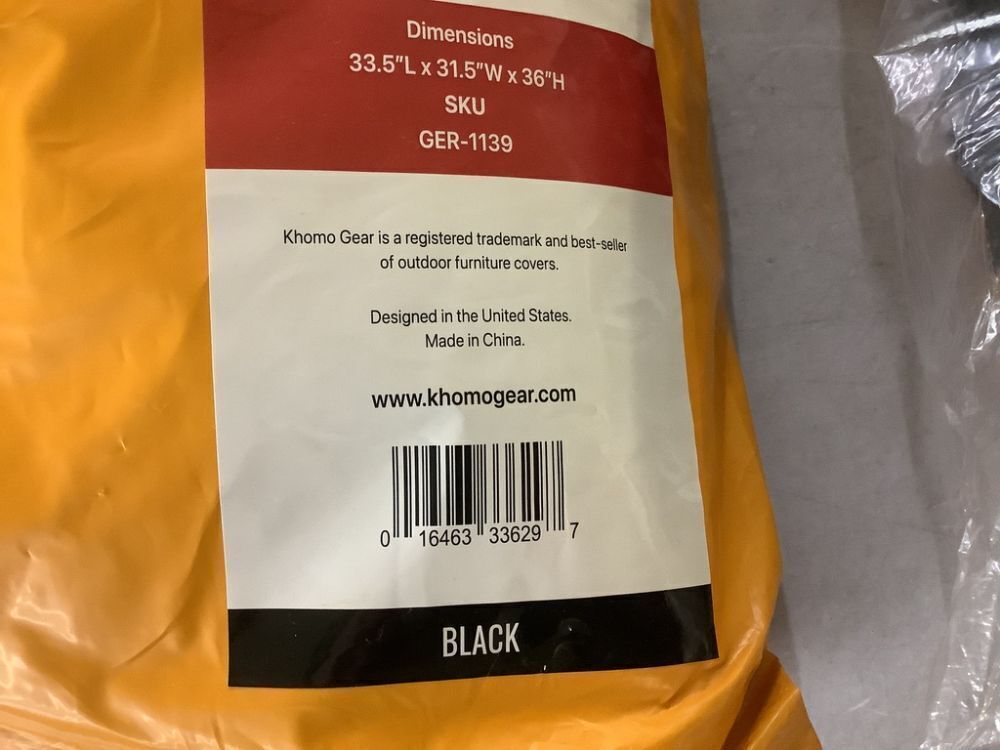 Dimensions
33.5"L x 31.5"W x 36"H
SKU
GER-1139
Khomo Gear is a registered trademark and best-seller
of outdoor furniture covers.
Designed in the United States.
Made in China.
www.khomogear.com
0 16463 33629 7
BLACK